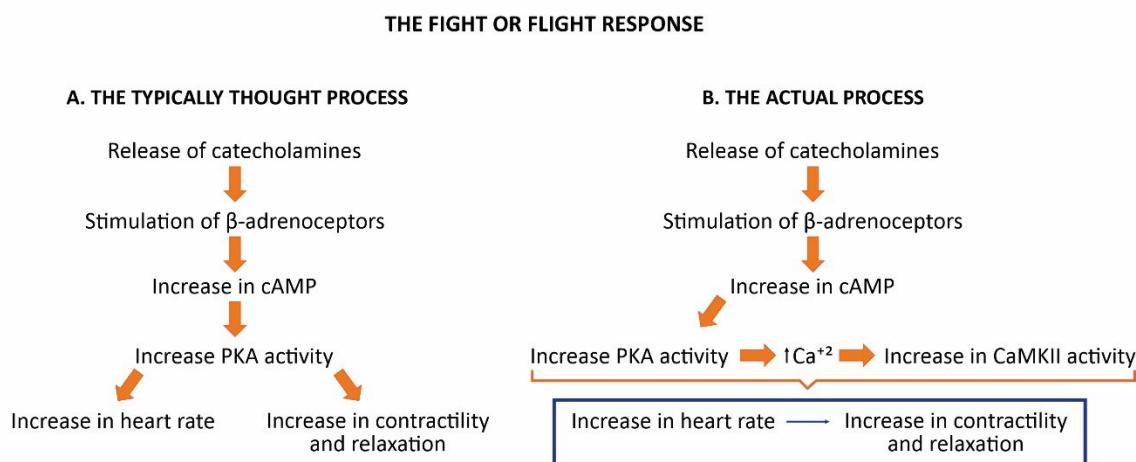 THE FIGHT OR FLIGHT RESPONSE
A. THE TYPICALLY THOUGHT PROCESS
Release of catecholamines
Stimulation of β-adrenoceptors
Increase in cAMP
Increase PKA activity
Increase in heart rate
Increase in contractility
and relaxation
B. THE ACTUAL PROCESS
Release of catecholamines
Stimulation of β-adrenoceptors
Increase in cAMP
Increase PKA activity
↑Ca⁺²
Increase in CaMKII activity
Increase in heart rate
Increase in contractility
and relaxation